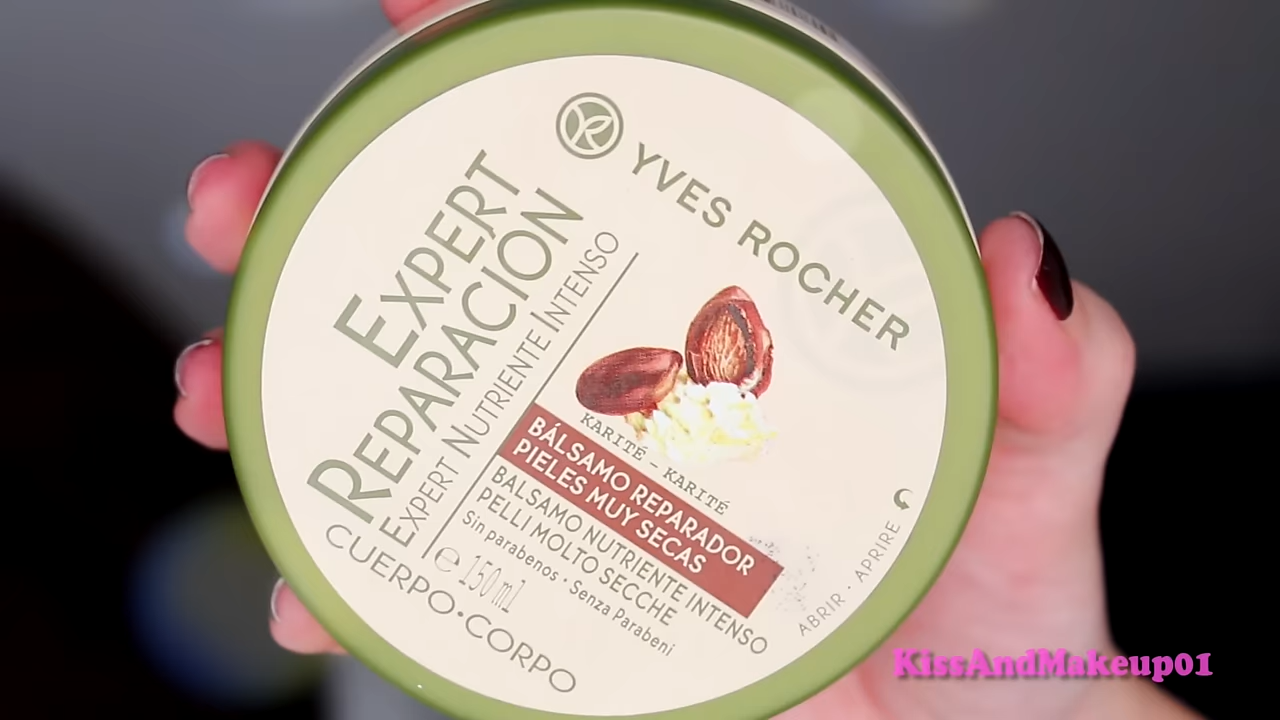 YVES ROCHER
EXPERT
REPARACIÓN
EXPERT NUTRIENTE INTENSO
CUERPO•CORPO
KARITÉ - KARITÉ
BÁLSAMO REPARADOR
PIELES MUY SECAS
BALSAMO NUTRIENTE INTENSO
PELLI MOLTO SECCHE
Sin parabenos • Senza Parabeni
℮ 150 ml
ABRIR · APRIRE
KissAndMakeup01